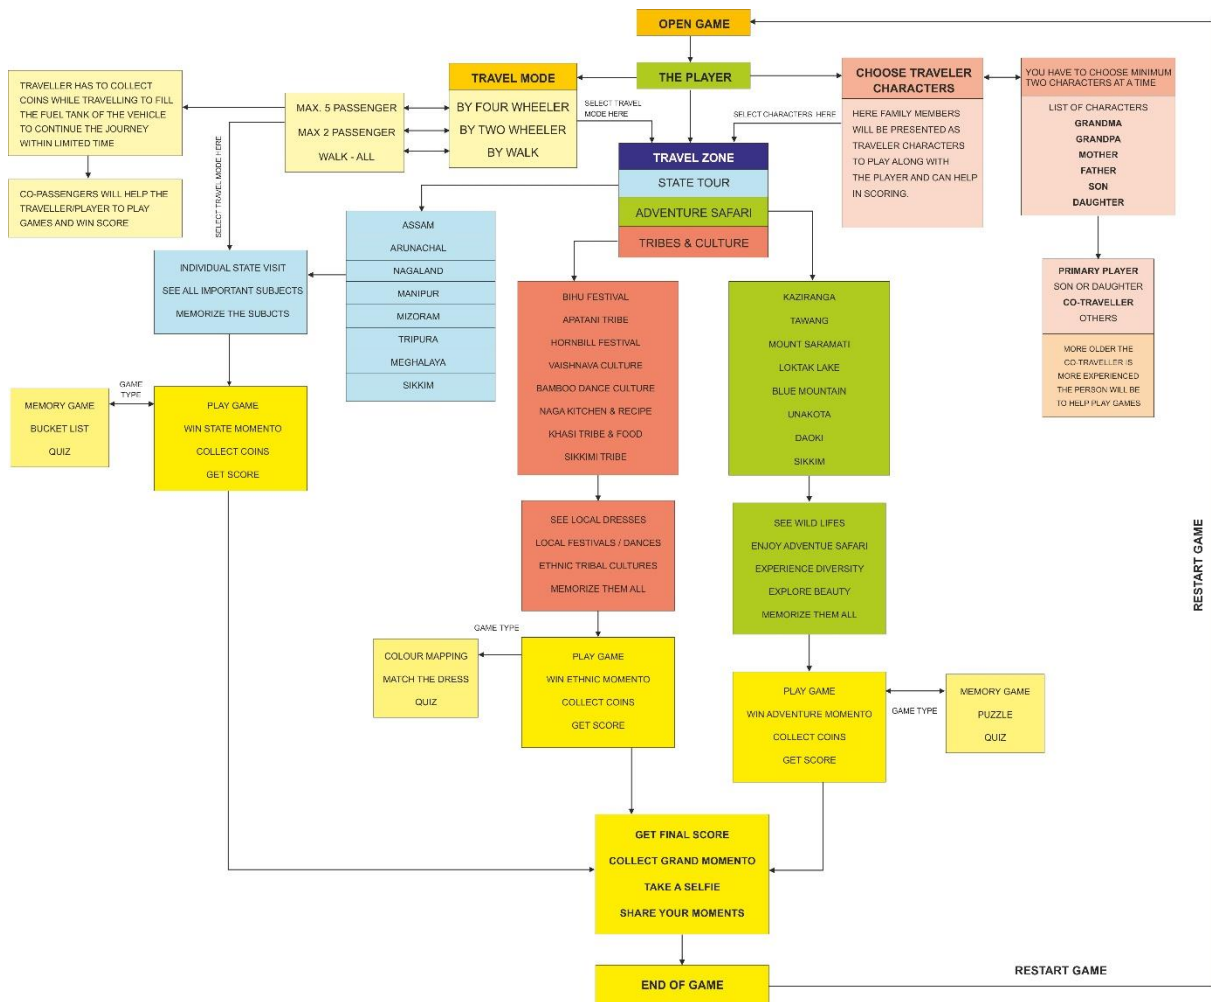 OPEN GAME
THE PLAYER
TRAVEL MODE
BY FOUR WHEELER
BY TWO WHEELER
BY WALK
MAX. 5 PASSENGER
MAX 2 PASSENGER
WALK - ALL
TRAVELLER HAS TO COLLECT
COINS WHILE TRAVELLING TO FILL
THE FUEL TANK OF THE VEHICLE
TO CONTINUE THE JOURNEY
WITHIN LIMITED TIME
CO-PASSENGERS WILL HELP THE
TRAVELLER/PLAYER TO PLAY
GAMES AND WIN SCORE
SELECT TRAVEL MODE HERE
SELECT TRAVEL
MODE HERE
SELECT CHARACTERS HERE
CHOOSE TRAVELER
CHARACTERS
HERE FAMILY MEMBERS
WILL BE PRESENTED AS
TRAVELER CHARACTERS
TO PLAY ALONG WITH
THE PLAYER AND CAN HELP
IN SCORING.
YOU HAVE TO CHOOSE MINIMUM
TWO CHARACTERS AT A TIME
LIST OF CHARACTERS
GRANDMA
GRANDPA
MOTHER
FATHER
SON
DAUGHTER
PRIMARY PLAYER
SON OR DAUGHTER
CO-TRAVELLER
OTHERS
MORE OLDER THE
CO-TRAVELLER IS
MORE EXPERIENCED
THE PERSON WILL BE
TO HELP PLAY GAMES
TRAVEL ZONE
STATE TOUR
ADVENTURE SAFARI
TRIBES & CULTURE
ASSAM
ARUNACHAL
NAGALAND
MANIPUR
MIZORAM
TRIPURA
MEGHALAYA
SIKKIM
INDIVIDUAL STATE VISIT
SEE ALL IMPORTANT SUBJECTS
MEMORIZE THE SUBJCTS
GAME
TYPE
MEMORY GAME
BUCKET LIST
QUIZ
PLAY GAME
WIN STATE MOMENTO
COLLECT COINS
GET SCORE
BIHU FESTIVAL
APATANI TRIBE
HORNBILL FESTIVAL
VAISHNAVA CULTURE
BAMBOO DANCE CULTURE
NAGA KITCHEN & RECIPE
KHASI TRIBE & FOOD
SIKKIMI TRIBE
SEE LOCAL DRESSES
LOCAL FESTIVALS / DANCES
ETHNIC TRIBAL CULTURES
MEMORIZE THEM ALL
GAME TYPE
COLOUR MAPPING
MATCH THE DRESS
QUIZ
PLAY GAME
WIN ETHNIC MOMENTO
COLLECT COINS
GET SCORE
KAZIRANGA
TAWANG
MOUNT SARAMATI
LOKTAK LAKE
BLUE MOUNTAIN
UNAKOTA
DAOKI
SIKKIM
SEE WILD LIFES
ENJOY ADVENTUE SAFARI
EXPERIENCE DIVERSITY
EXPLORE BEAUTY
MEMORIZE THEM ALL
PLAY GAME
WIN ADVENTURE MOMENTO
COLLECT COINS
GET SCORE
GAME TYPE
MEMORY GAME
PUZZLE
QUIZ
GET FINAL SCORE
COLLECT GRAND MOMENTO
TAKE A SELFIE
SHARE YOUR MOMENTS
END OF GAME
RESTART GAME
RESTART GAME